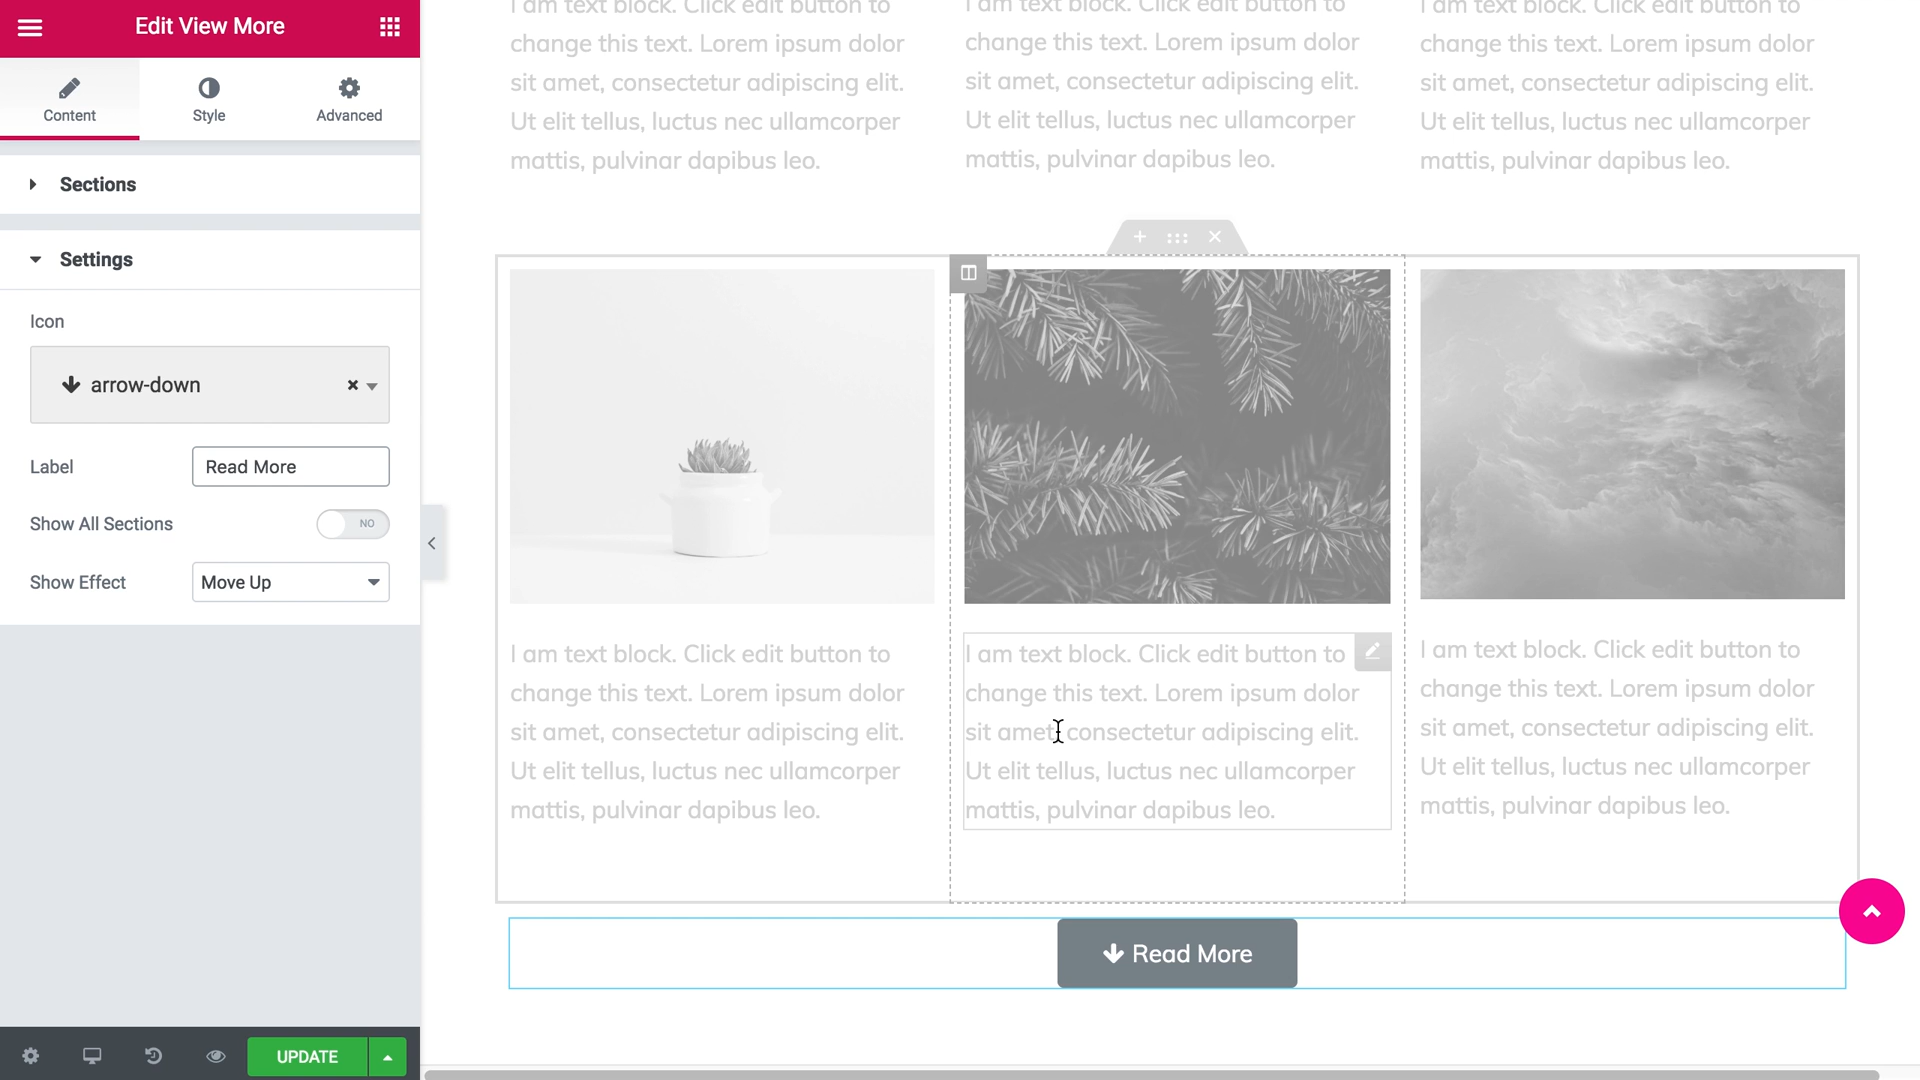 Edit View More
Content
Style
Advanced
Sections
Settings
Icon
arrow-down
Label
Read More
Show All Sections
NO
Show Effect
Move Up
UPDATE
I am text block. Click edit button to
change this text. Lorem ipsum dolor
sit amet, consectetur adipiscing elit.
Ut elit tellus, luctus nec ullamcorper
mattis, pulvinar dapibus leo.
I am text block. Click edit button to
change this text. Lorem ipsum dolor
sit amet, consectetur adipiscing elit.
Ut elit tellus, luctus nec ullamcorper
mattis, pulvinar dapibus leo.
I am text block. Click edit button to
change this text. Lorem ipsum dolor
sit amet, consectetur adipiscing elit.
Ut elit tellus, luctus nec ullamcorper
mattis, pulvinar dapibus leo.
I am text block. Click edit button to
change this text. Lorem ipsum dolor
sit amet, consectetur adipiscing elit.
Ut elit tellus, luctus nec ullamcorper
mattis, pulvinar dapibus leo.
I am text block. Click edit button to
change this text. Lorem ipsum dolor
sit amet, consectetur adipiscing elit.
Ut elit tellus, luctus nec ullamcorper
mattis, pulvinar dapibus leo.
I am text block. Click edit button to
change this text. Lorem ipsum dolor
sit amet, consectetur adipiscing elit.
Ut elit tellus, luctus nec ullamcorper
mattis, pulvinar dapibus leo.
Read More